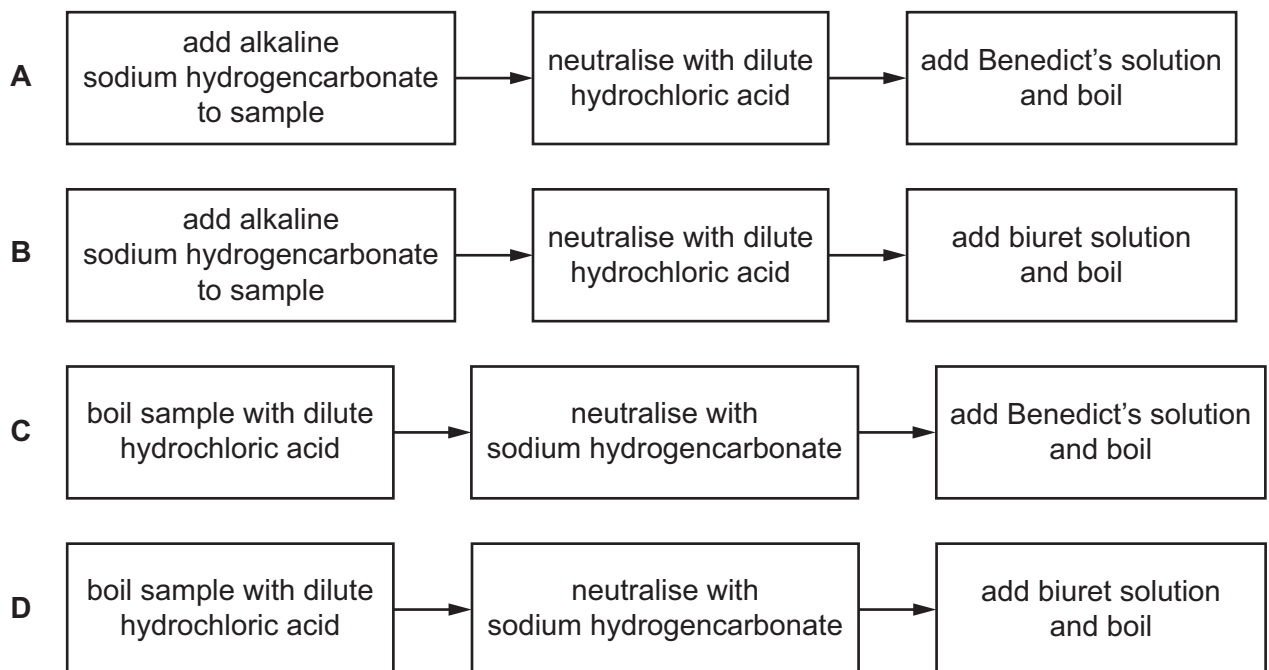 A
add alkaline
sodium hydrogencarbonate
to sample
neutralise with dilute
hydrochloric acid
add Benedict’s solution
and boil
B
add alkaline
sodium hydrogencarbonate
to sample
neutralise with dilute
hydrochloric acid
add biuret solution
and boil
C
boil sample with dilute
hydrochloric acid
neutralise with
sodium hydrogencarbonate
add Benedict’s solution
and boil
D
boil sample with dilute
hydrochloric acid
neutralise with
sodium hydrogencarbonate
add biuret solution
and boil